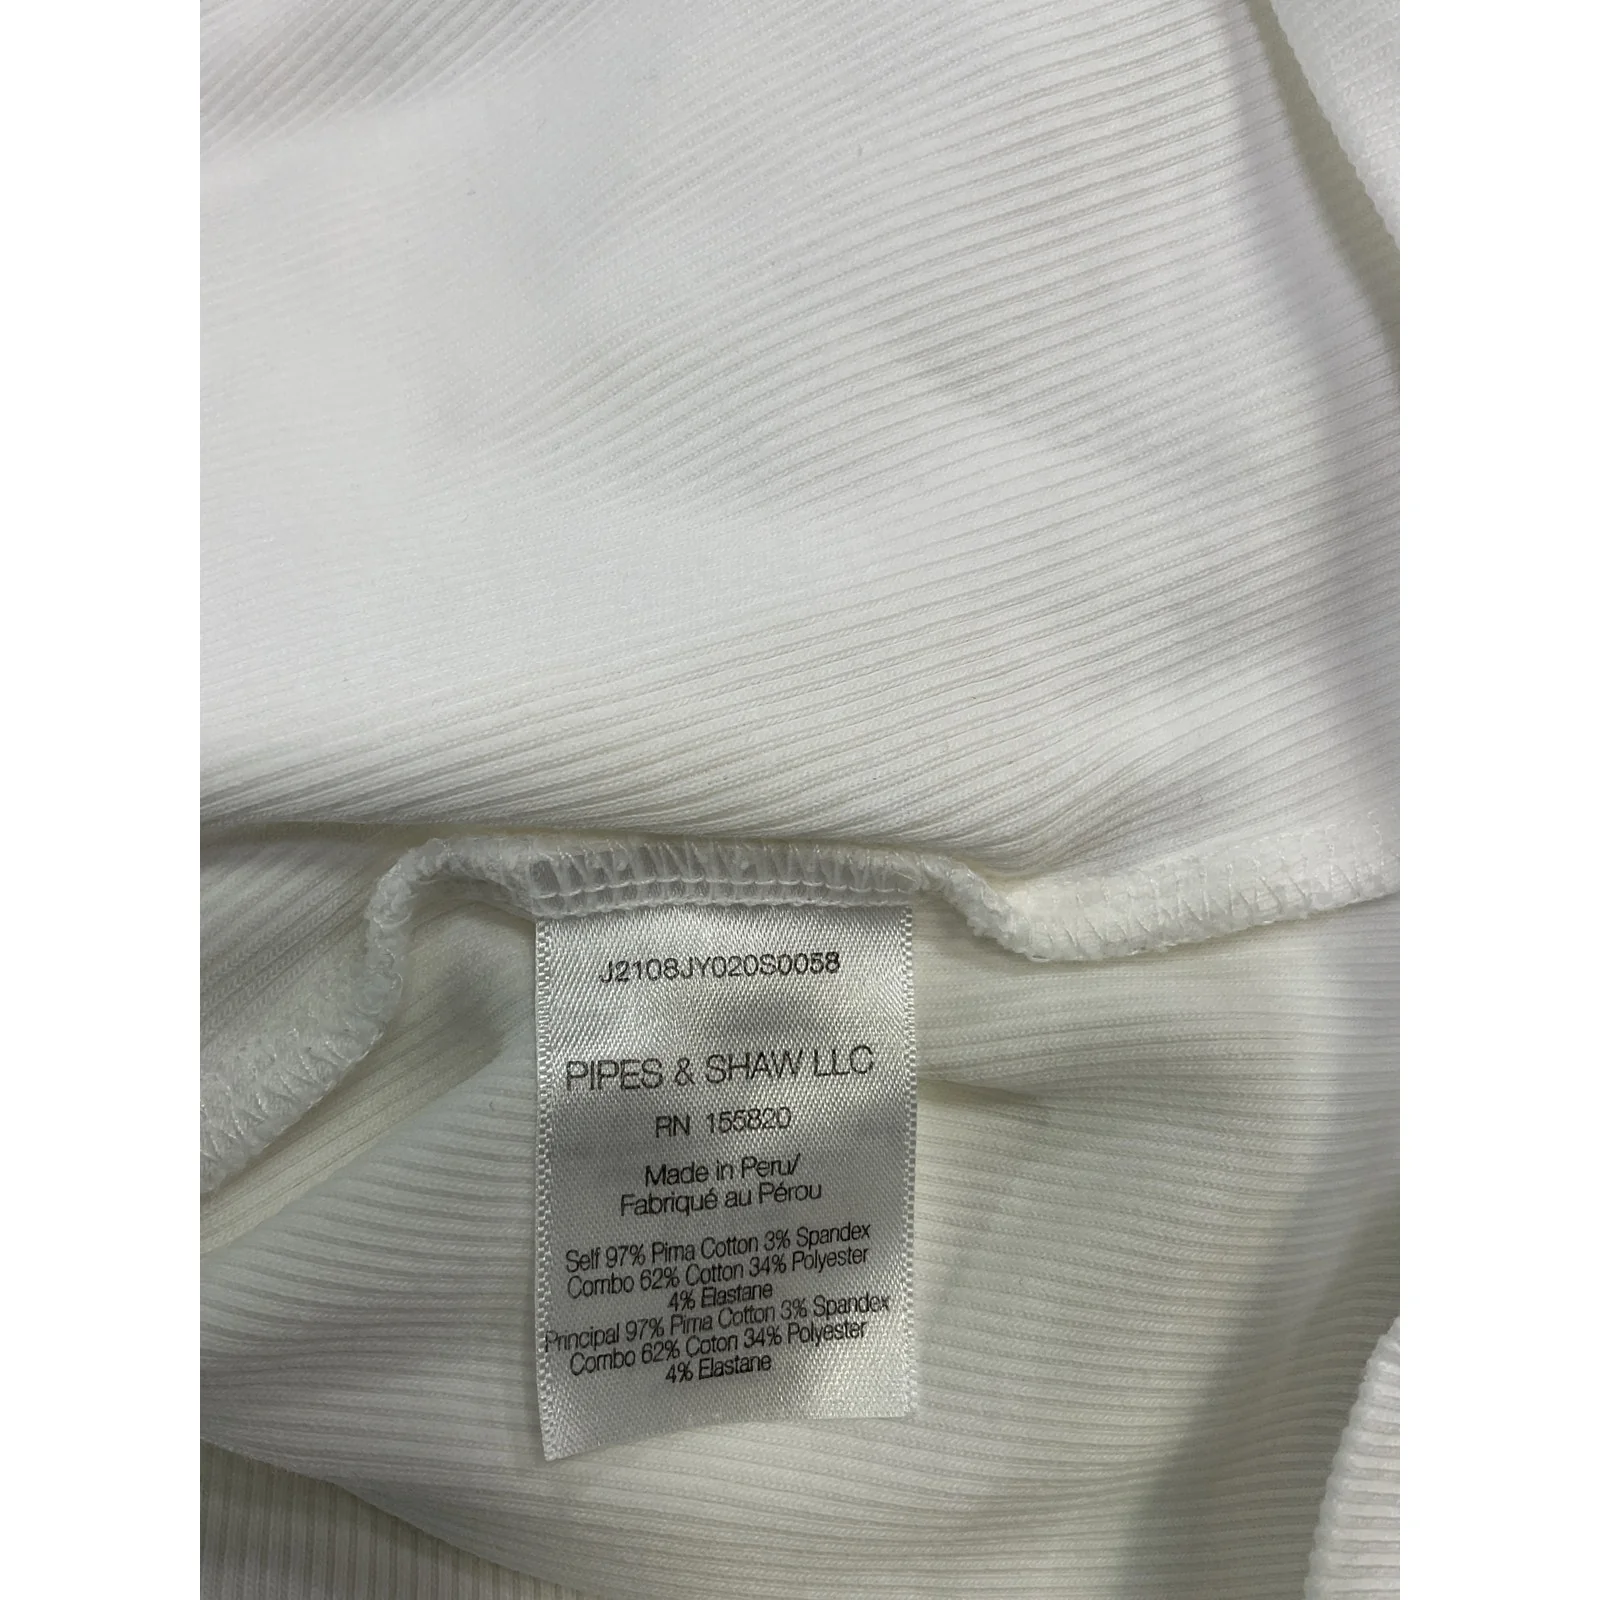 J2108JY020S0058
PIPES & SHAW LLC
RN 155820
Made in Peru/
Fabriqué au Pérou
Self 97% Pima Cotton 3% Spandex
Combo 62% Cotton 34% Polyester
4% Elastane
Principal 97% Pima Cotton 3% Spandex
Combo 62% Coton 34% Polyester
4% Elastane